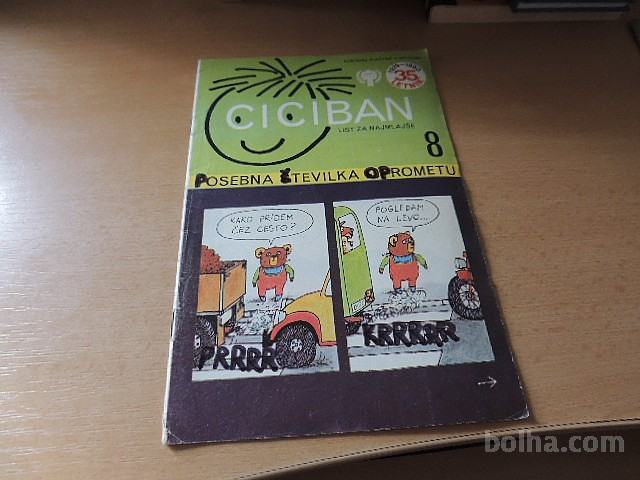 35.
LETNIK
CICIBAN
LIST ZA NAJMLAJŠE
8
POSEBNA ŠTEVILKA O PROMETU
KAKO PRIDEM
ČEZ CESTO?
POGLEDAM
NA LEVO...
PRRRR
KRRRRR
bolha.com